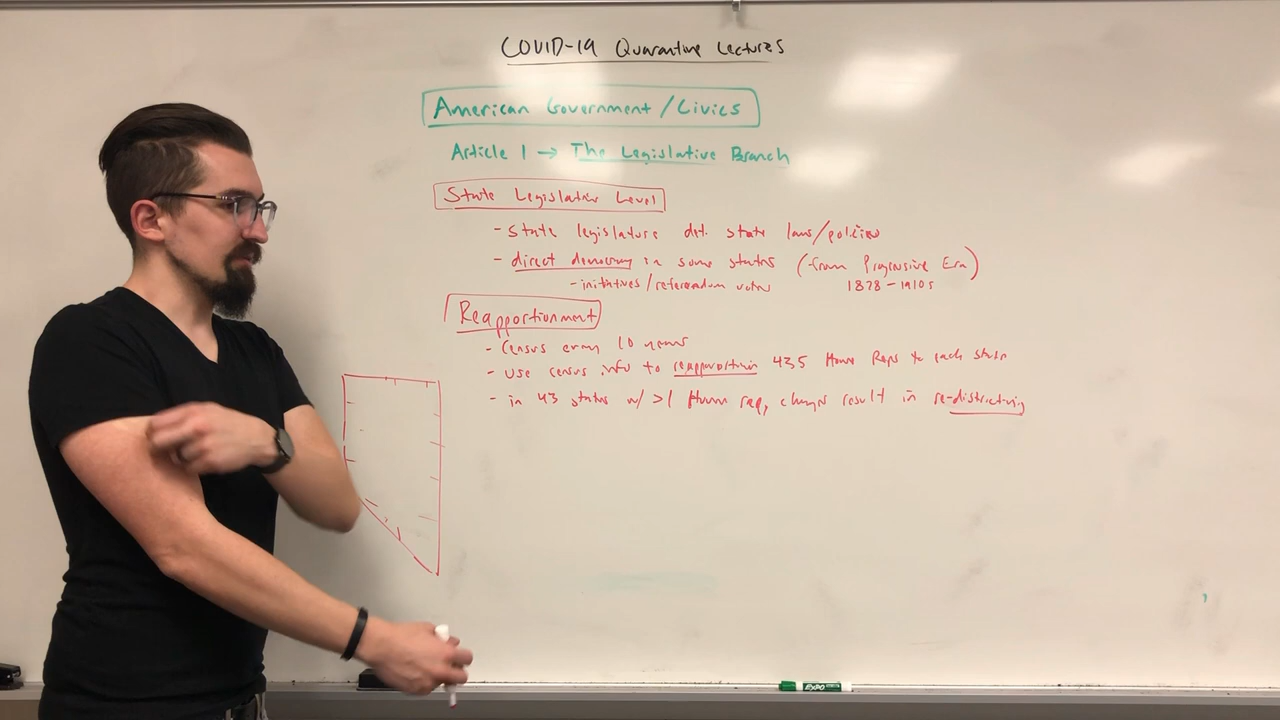 COVID-19 Quarantine Lectures
American Government/Civics
Article 1 → The Legislative Branch
State Legislative Level
- State legislature det. state laws/policies
- direct democracy in some states (from Progressive Era)
- initiatives/referendum votes 1878-1910s
Reapportionment
- Census every 10 years
- Use census info to reapportion 435 House Reps to each state
- in 43 states w/ >1 House rep, changes result in re-districting
EXPO